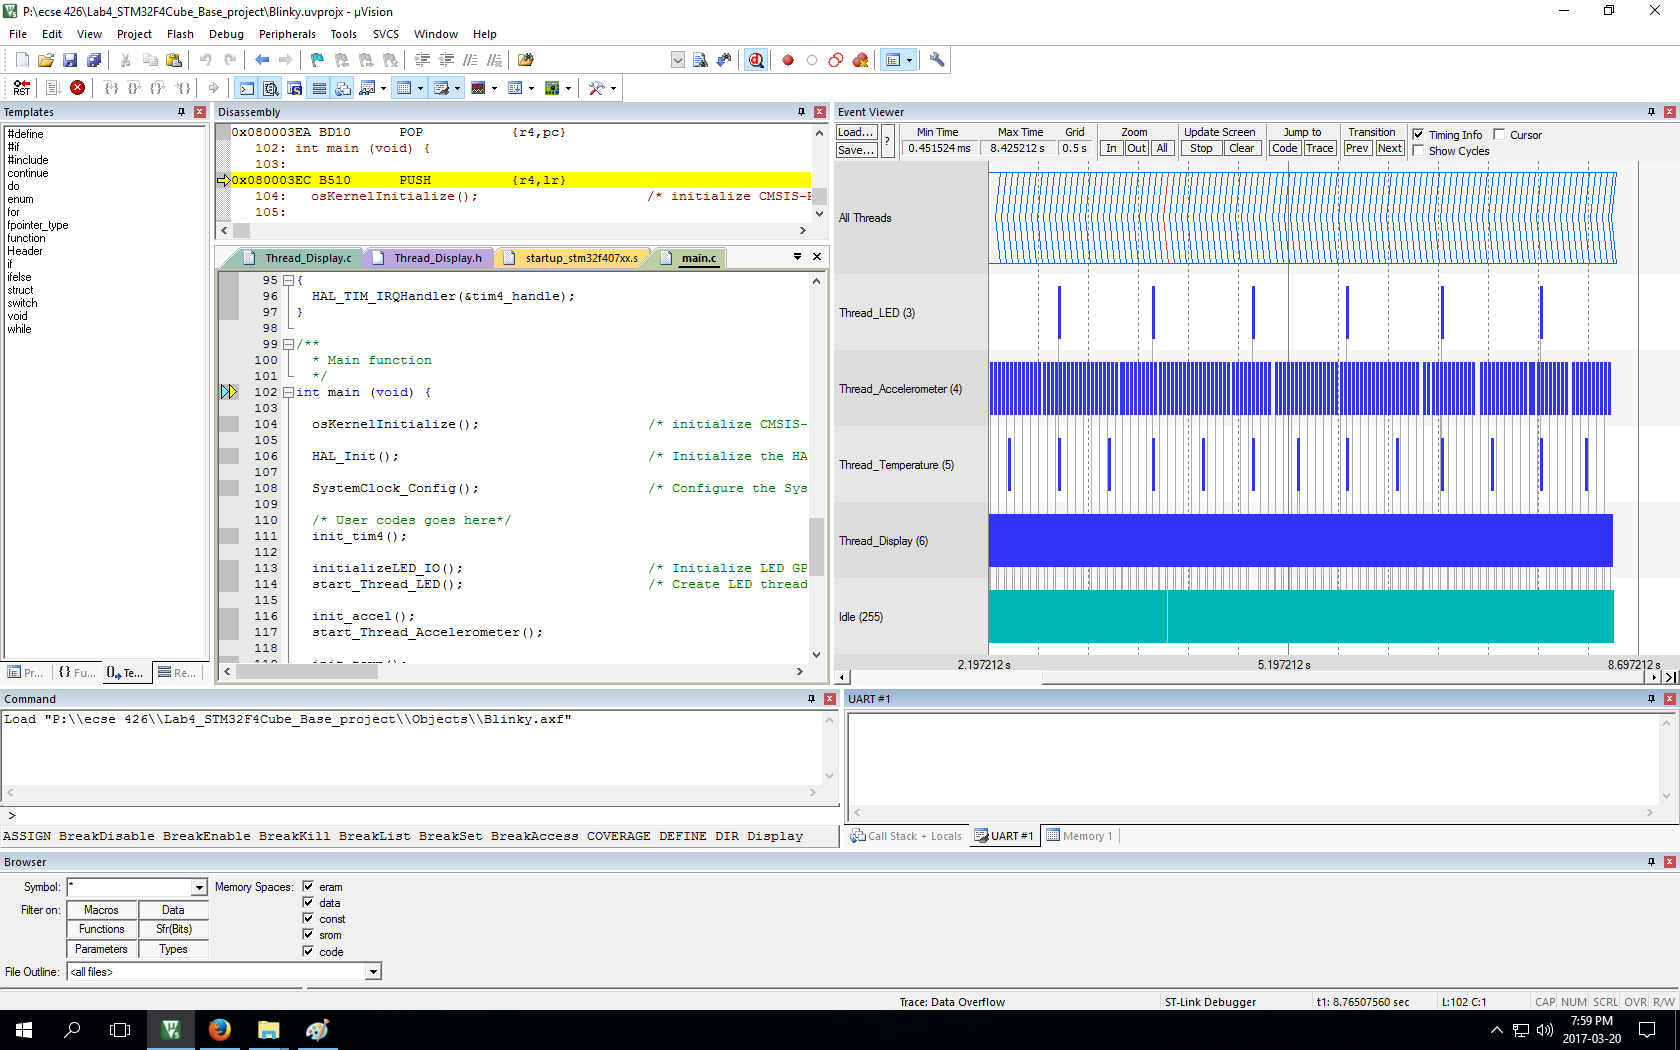 P:\ecse 426\Lab4_STM32F4Cube_Base_project\Blinky.uvprojx - µVision
File Edit View Project Flash Debug Peripherals Tools SVCS Window Help
RST
Templates
#define
#if
#include
continue
do
enum
for
fpointer_type
function
Header
if
ifelse
struct
switch
void
while
Pr... {} Fu... Te... Re...
Disassembly
0x080003EA BD10 POP {r4,pc}
102: int main (void) {
103:
0x080003EC B510 PUSH {r4,lr}
104: osKernelInitialize(); /* initialize CMSIS-
105:
Thread_Display.c Thread_Display.h startup_stm32f407xx.s main.c
95 {
96 HAL_TIM_IRQHandler(&tim4_handle);
97 }
98
99 /**
100 * Main function
101 */
102 int main (void) {
103
104 osKernelInitialize(); /* initialize CMSIS-
105
106 HAL_Init(); /* Initialize the HA
107
108 SystemClock_Config(); /* Configure the Sys
109
110 /* User codes goes here*/
111 init_tim4();
112
113 initializeLED_IO(); /* Initialize LED GP
114 start_Thread_LED(); /* Create LED thread
115
116 init_accel();
117 start_Thread_Accelerometer();
118
Event Viewer
Load... Min Time Max Time Grid Zoom Update Screen Jump to Transition Timing Info Cursor
Save... ? 0.451524 ms 8.425212 s 0.5 s In Out All Stop Clear Code Trace Prev Next Show Cycles
All Threads
Thread_LED (3)
Thread_Accelerometer (4)
Thread_Temperature (5)
Thread_Display (6)
Idle (255)
2.197212 s 5.197212 s 8.697212 s
Command
Load "P:\\ecse 426\\Lab4_STM32F4Cube_Base_project\\Objects\\Blinky.axf"
>
ASSIGN BreakDisable BreakEnable BreakKill BreakList BreakSet BreakAccess COVERAGE DEFINE DIR Display
UART #1
Call Stack + Locals UART #1 Memory 1
Browser
Symbol: * Memory Spaces: eram
Filter on: Macros Data data
const
Functions Sfr(Bits) srom
Parameters Types code
File Outline: <all files>
Trace: Data Overflow ST-Link Debugger t1: 8.76507560 sec L:102 C:1 CAP NUM SCRL OVR R/W
7:59 PM
2017-03-20